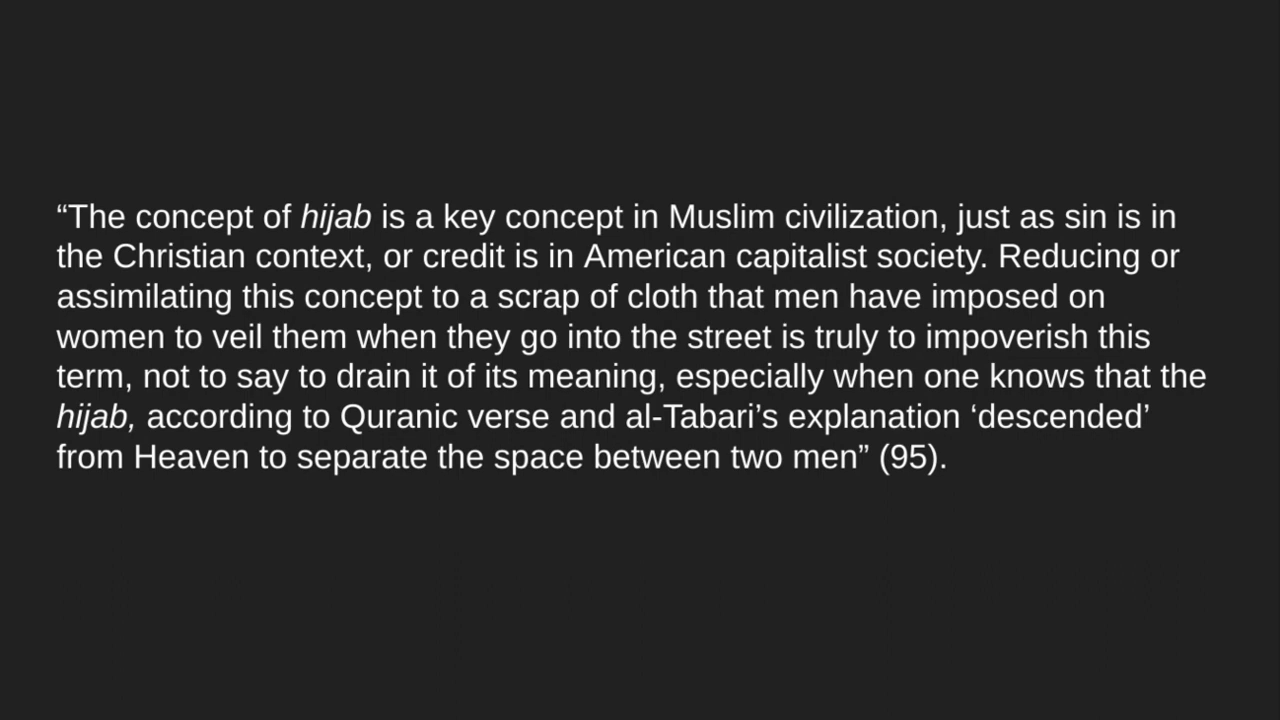 “The concept of hijab is a key concept in Muslim civilization, just as sin is in
the Christian context, or credit is in American capitalist society. Reducing or
assimilating this concept to a scrap of cloth that men have imposed on
women to veil them when they go into the street is truly to impoverish this
term, not to say to drain it of its meaning, especially when one knows that the
hijab, according to Quranic verse and al-Tabari’s explanation ‘descended’
from Heaven to separate the space between two men” (95).